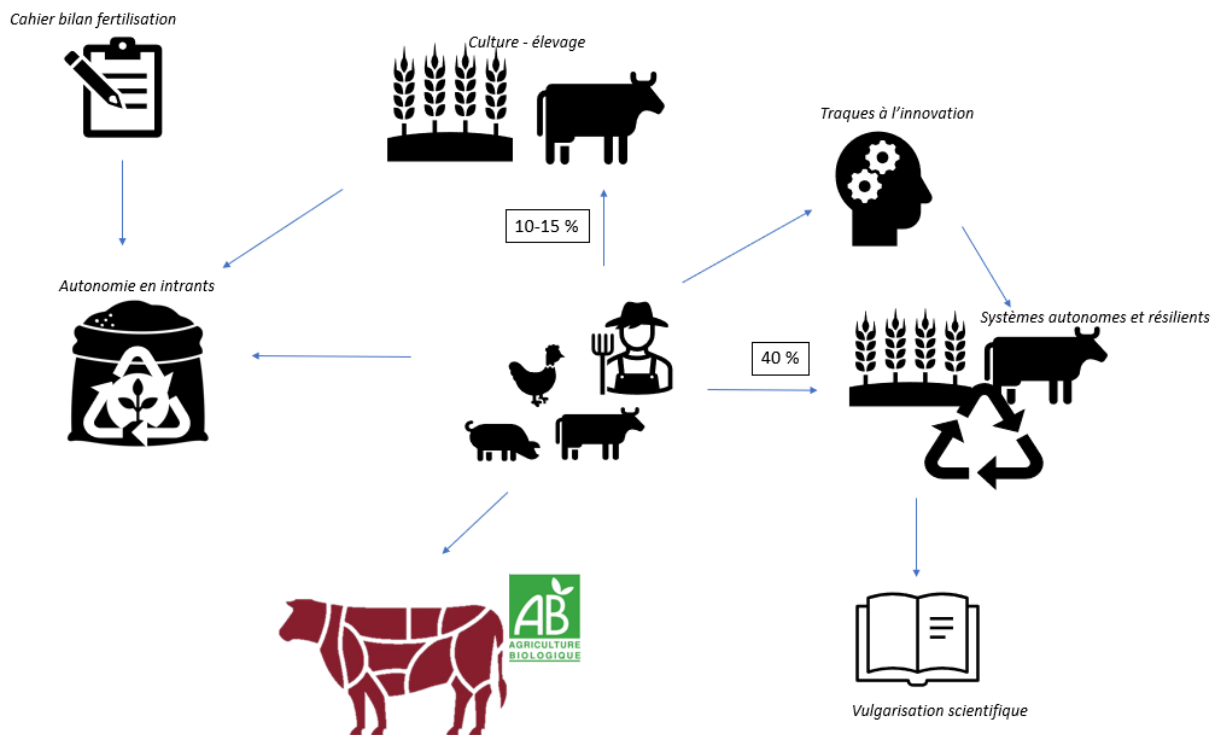 Cahier bilan fertilisation
Culture - élevage
Traques à l’innovation
10-15 %
Autonomie en intrants
Systèmes autonomes et résilients
40 %
AB
AGRICULTURE
BIOLOGIQUE
Vulgarisation scientifique